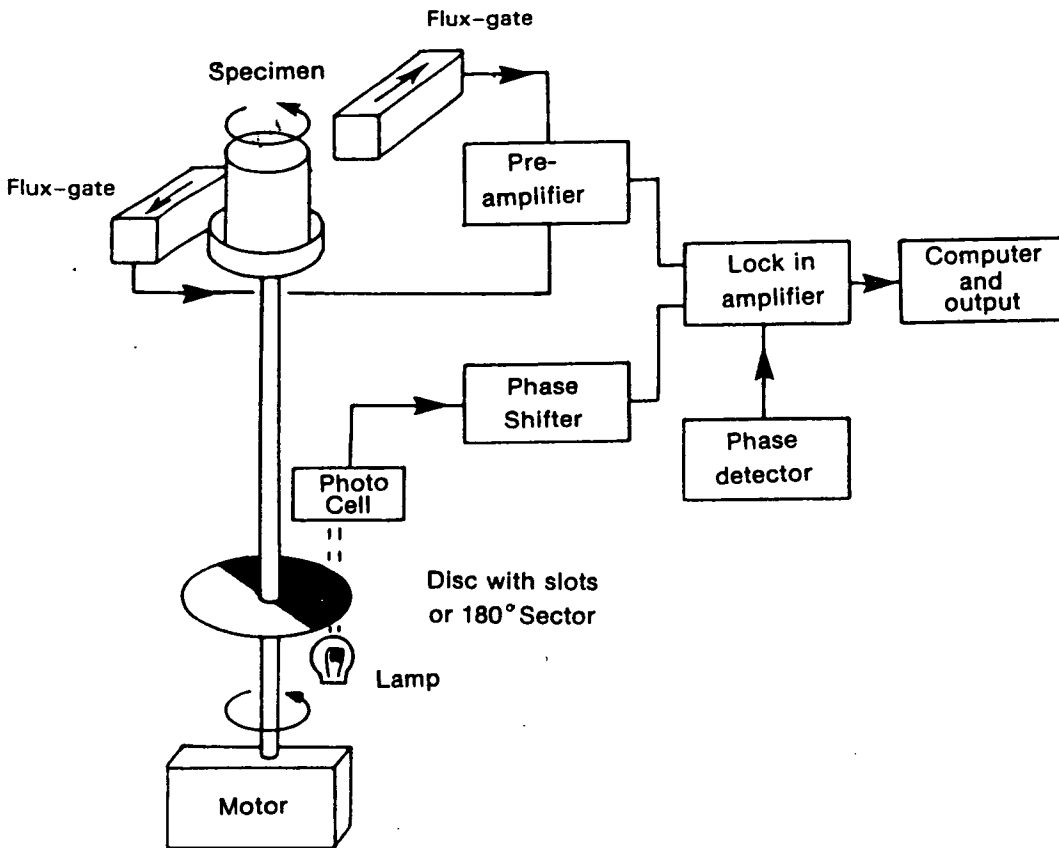 Flux-gate
Specimen
Flux-gate
Pre-
amplifier
Lock in
amplifier
Computer
and
output
Phase
Shifter
Phase
detector
Photo
Cell
Disc with slots
or 180° Sector
Lamp
Motor